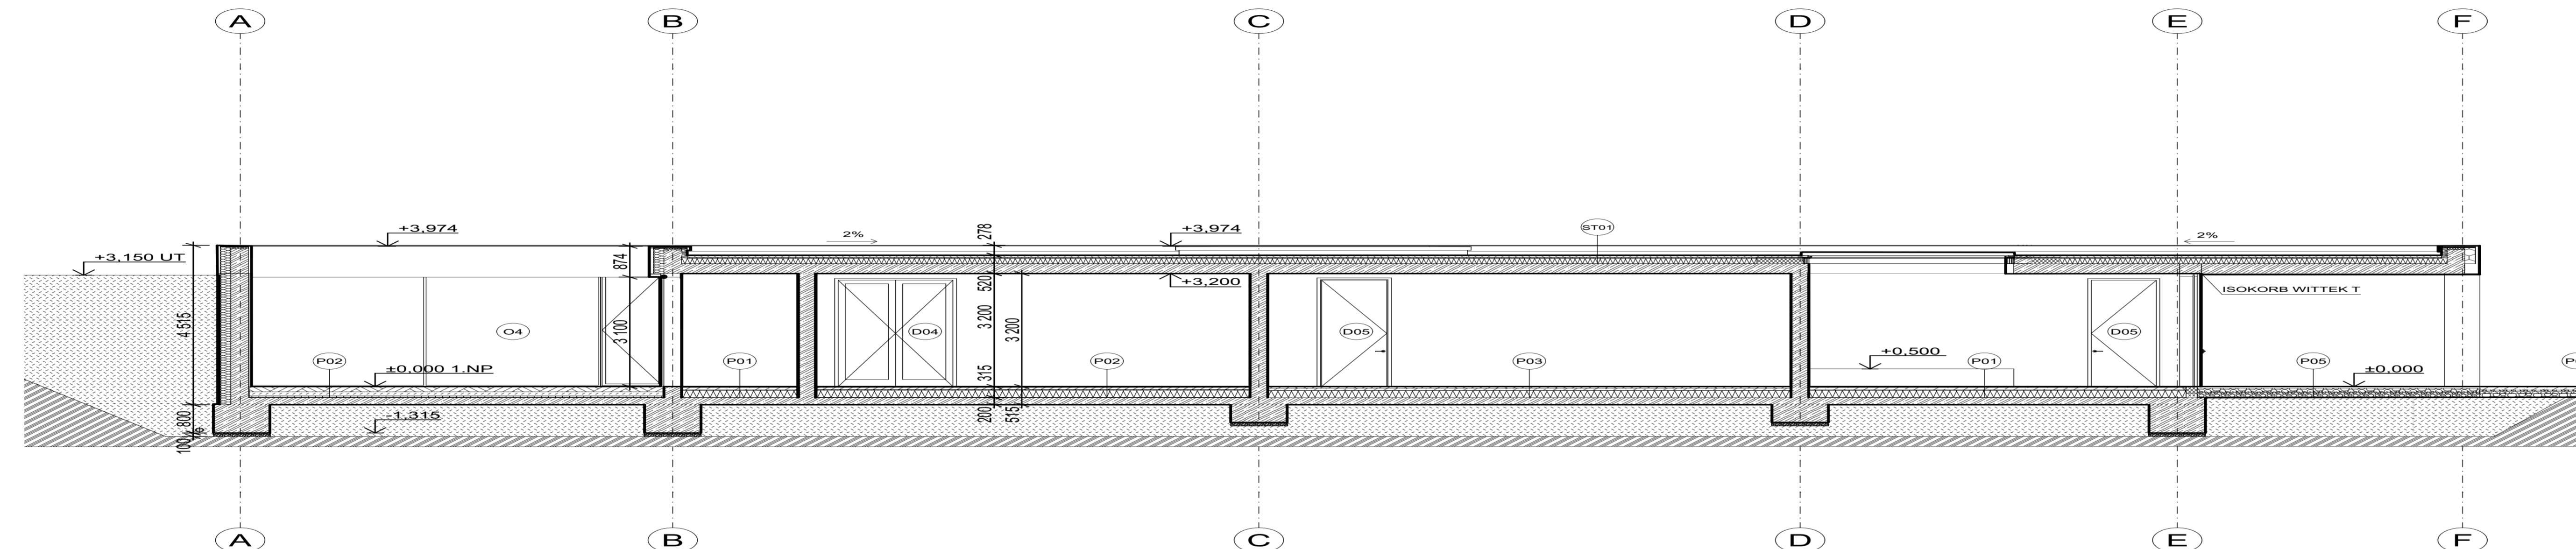 A B C D E F
278
+3,974
+3,974
ST01
2%
2%
+3,150 UT
874
520
+3,200
ISOKORB WITTEK T
4 515
3 100
3 200
3 200
O4
D04
D05
D05
+0,500
P02
P01
P02
P03
P01
P05
±0,000 1.NP
315
±0,000
800
-1,315
200
515
100
A B C D E F